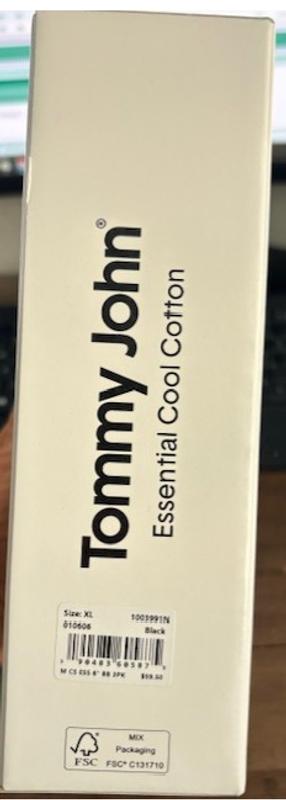 Tommy John®
Essential Cool Cotton
Size: XL 1003991N
010606 Black
M CS ESS 6" BB 2PK $59.50
FSC
MIX
Packaging
FSC® C131710